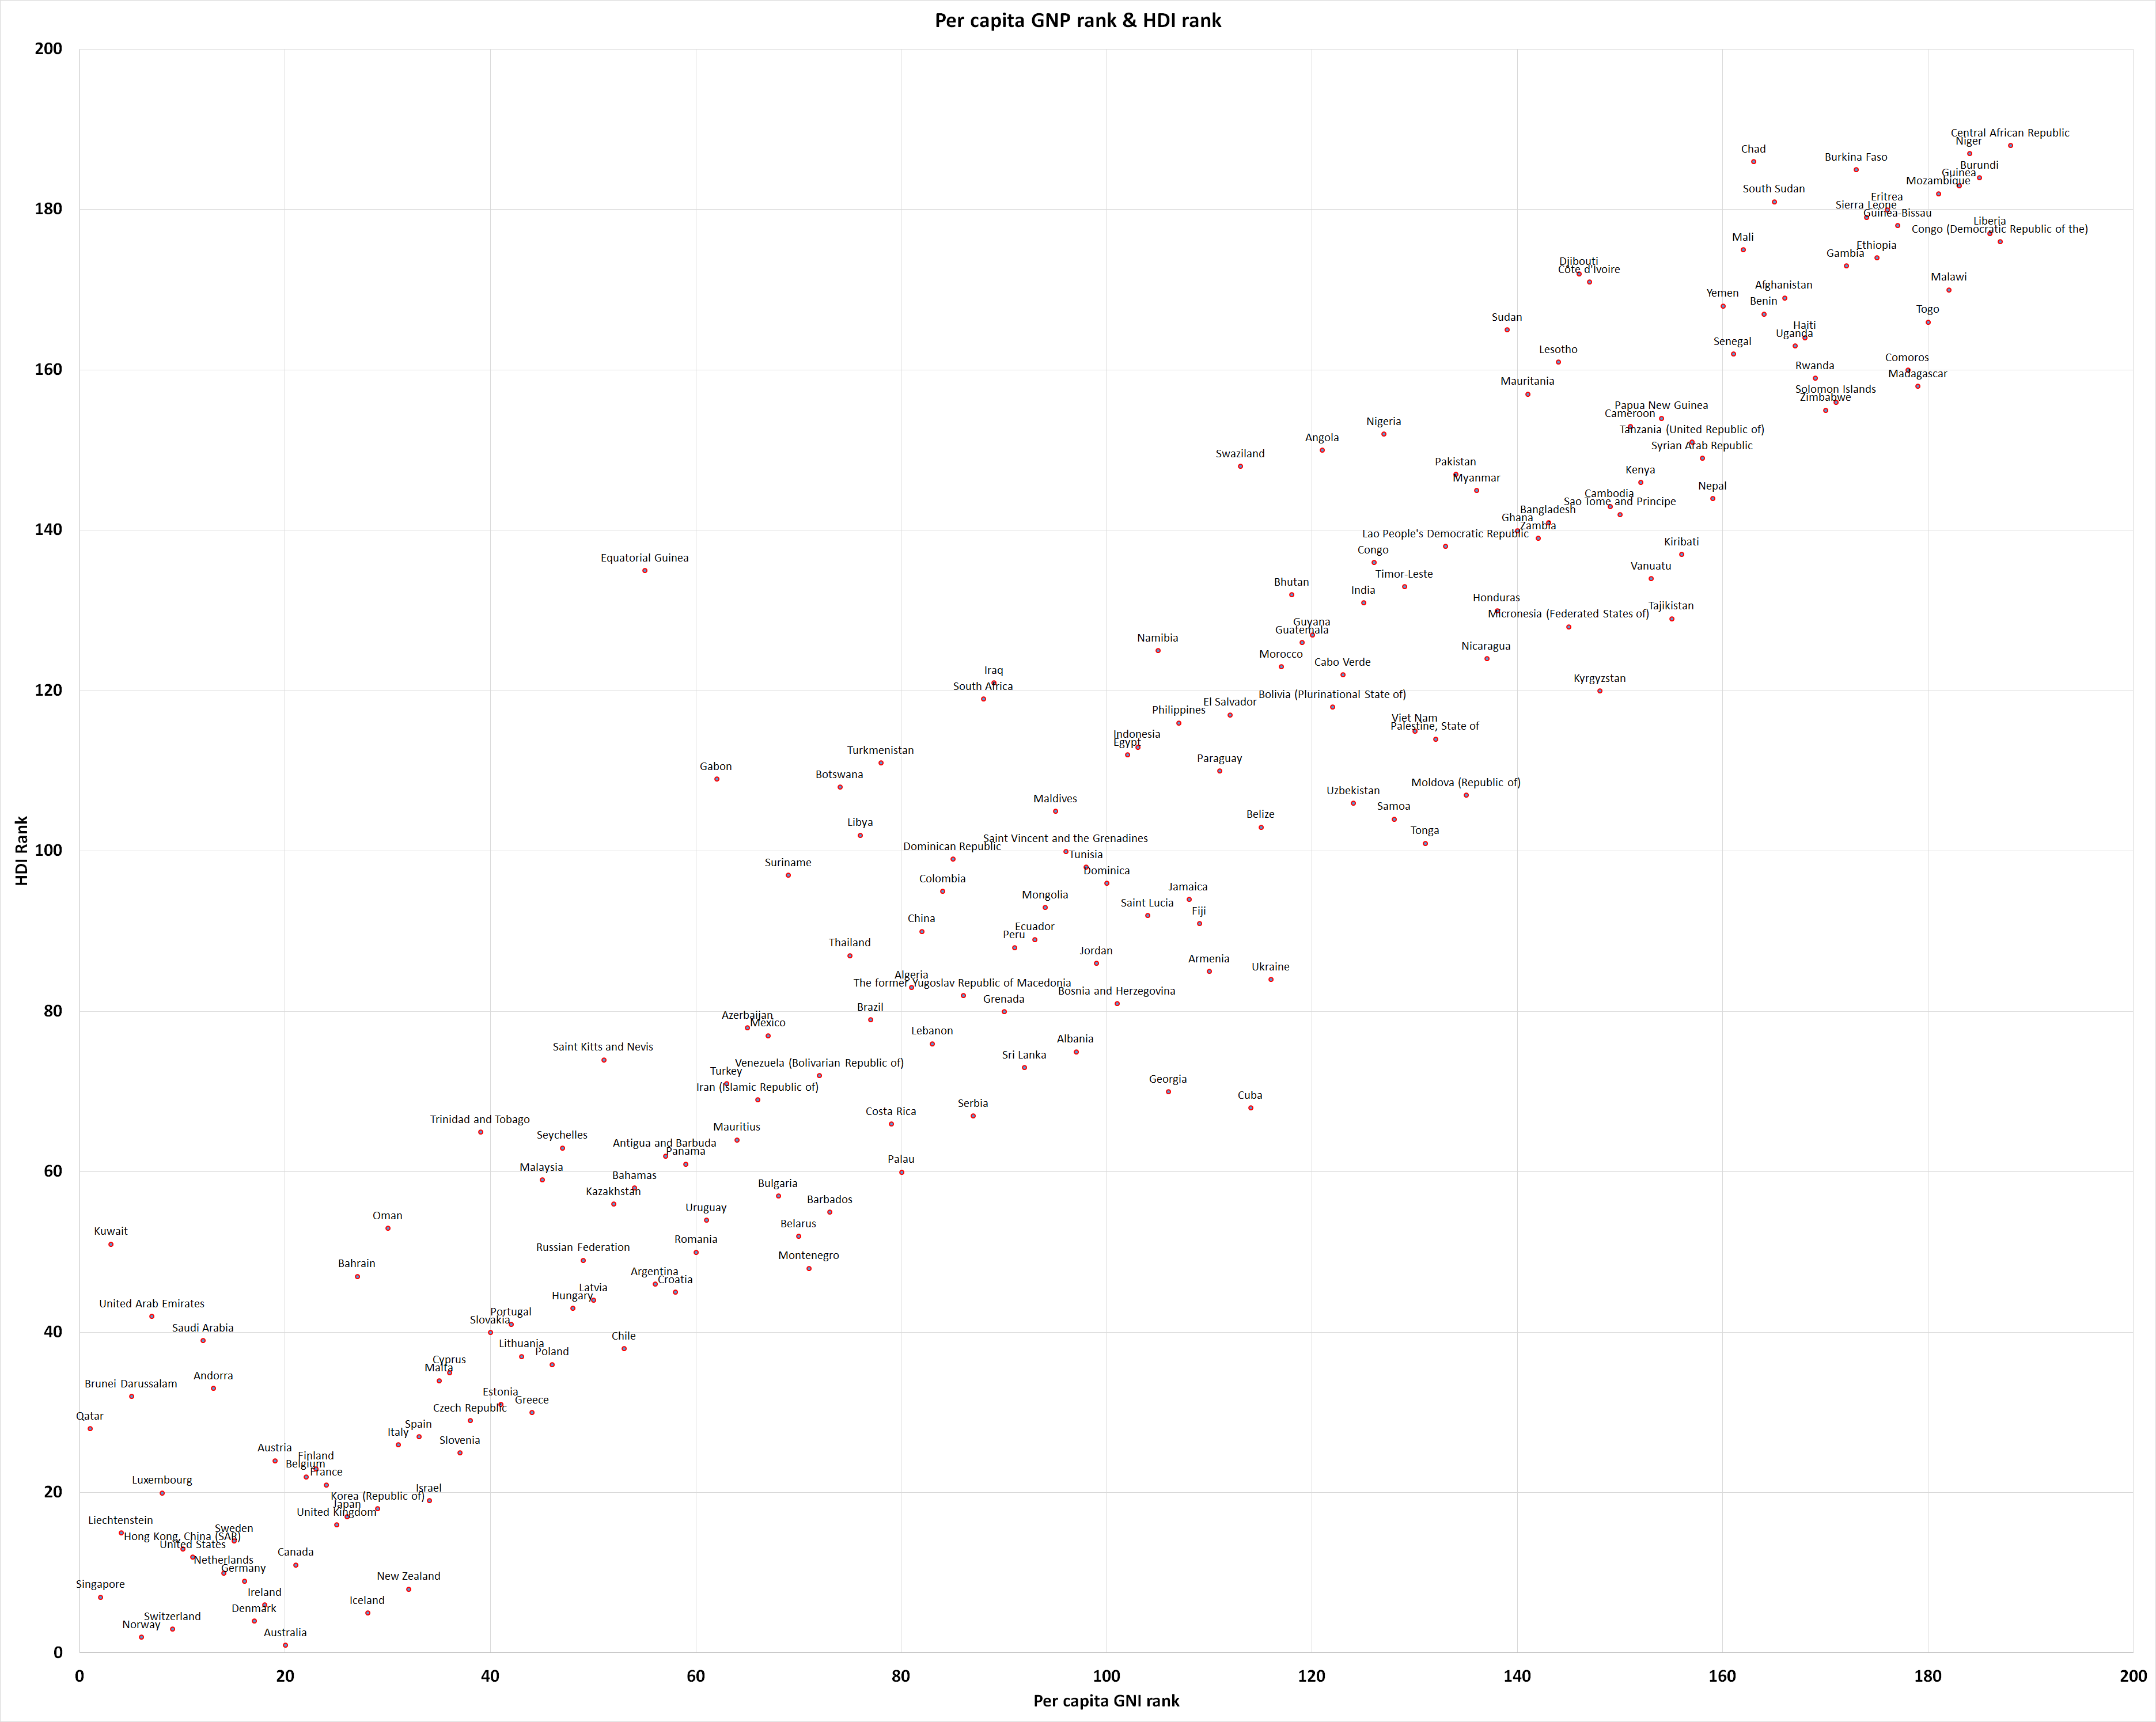 Per capita GNP rank & HDI rank
200
Central African Republic
Niger
Chad
Burkina Faso
Burundi
Guinea
Mozambique
South Sudan
Eritrea
180
Sierra Leone
Guinea-Bissau
Liberia
Congo (Democratic Republic of the)
Mali
Ethiopia
Gambia
Djibouti
Côte d'Ivoire
Malawi
Afghanistan
Yemen
Benin
Togo
Sudan
Haiti
Uganda
Senegal
Lesotho
Comoros
160
Rwanda
Madagascar
Mauritania
Solomon Islands
Zimbabwe
Papua New Guinea
Cameroon
Nigeria
Tanzania (United Republic of)
Angola
Syrian Arab Republic
Swaziland
Pakistan
Kenya
Myanmar
Nepal
Cambodia
Sao Tome and Principe
Bangladesh
Ghana
140
Zambia
Lao People's Democratic Republic
Kiribati
Congo
Equatorial Guinea
Vanuatu
Timor-Leste
Bhutan
India
Honduras
Tajikistan
Micronesia (Federated States of)
Guyana
Guatemala
Namibia
Nicaragua
Morocco
Cabo Verde
Iraq
Kyrgyzstan
120
South Africa
Bolivia (Plurinational State of)
El Salvador
Philippines
Viet Nam
Palestine, State of
Indonesia
Egypt
Turkmenistan
Paraguay
Gabon
Botswana
Moldova (Republic of)
Uzbekistan
Maldives
Samoa
Belize
Libya
Tonga
Saint Vincent and the Grenadines
100
Dominican Republic
Tunisia
Suriname
Dominica
Colombia
Jamaica
Mongolia
Saint Lucia
Fiji
China
Ecuador
Peru
Thailand
Jordan
Armenia
Ukraine
Algeria
The former Yugoslav Republic of Macedonia
Bosnia and Herzegovina
Grenada
80
Brazil
Azerbaijan
Mexico
Lebanon
Albania
Saint Kitts and Nevis
Sri Lanka
Venezuela (Bolivarian Republic of)
Turkey
Georgia
Iran (Islamic Republic of)
Cuba
Serbia
Costa Rica
Trinidad and Tobago
Mauritius
Seychelles
Antigua and Barbuda
Panama
Palau
60
Malaysia
Bahamas
Bulgaria
Kazakhstan
Barbados
Uruguay
Oman
Belarus
Kuwait
Romania
Russian Federation
Montenegro
Bahrain
Argentina
Croatia
Latvia
Hungary
United Arab Emirates
Portugal
Slovakia
40
Saudi Arabia
Chile
Lithuania
Poland
Cyprus
Malta
Andorra
Brunei Darussalam
Estonia
Greece
Czech Republic
Qatar
Spain
Italy
Slovenia
Austria
Finland
Belgium
France
Luxembourg
Israel
20
Korea (Republic of)
Japan
United Kingdom
Liechtenstein
Sweden
Hong Kong, China (SAR)
United States
Canada
Netherlands
Germany
Singapore
New Zealand
Ireland
Iceland
Denmark
Switzerland
Norway
Australia
0
HDI Rank
0 20 40 60 80 100 120 140 160 180 200
Per capita GNI rank